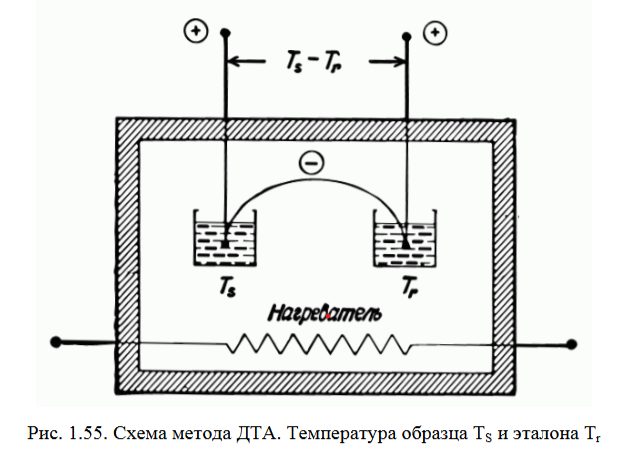 + +
Tₛ – Tᵣ
–
Tₛ Tᵣ
Нагреватель
Рис. 1.55. Схема метода ДТА. Температура образца Tₛ и эталона Tᵣ